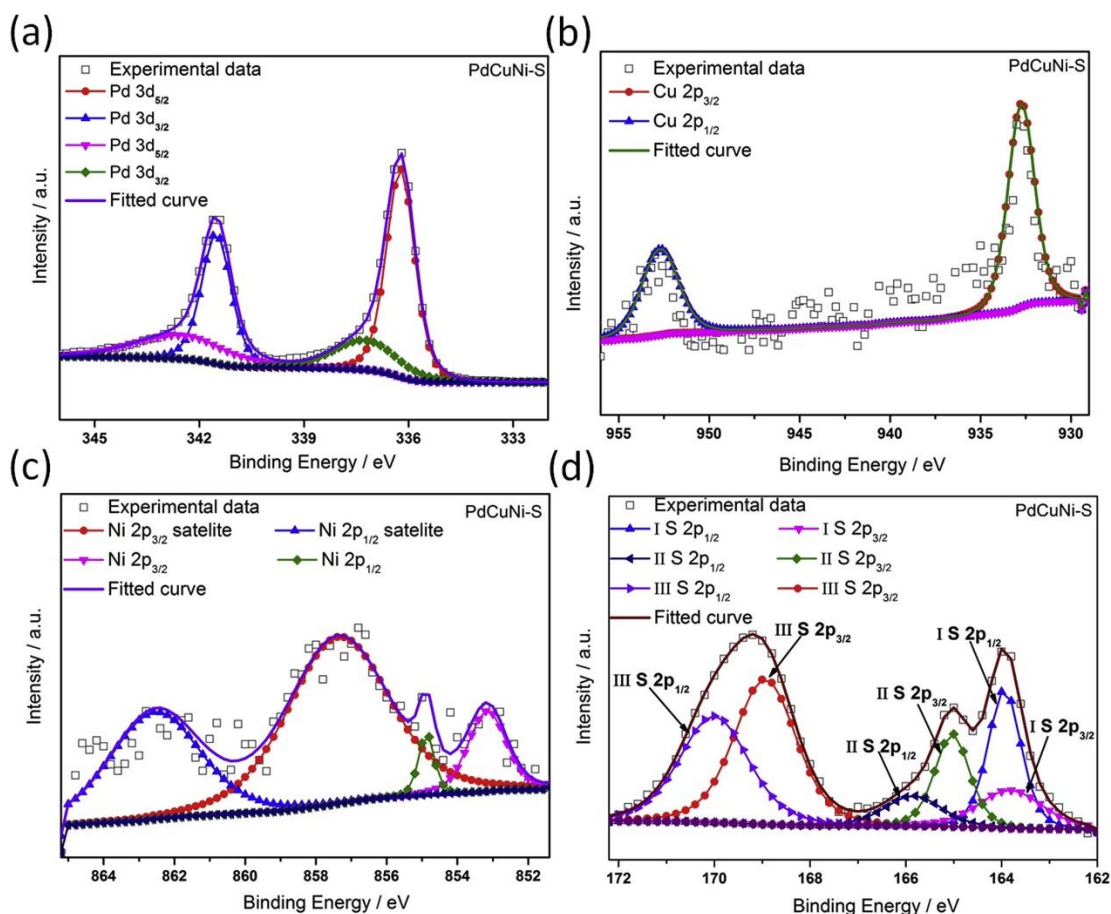 (a)
Experimental data
PdCuNi-S
Pd 3d5/2
Pd 3d3/2
Pd 3d5/2
Pd 3d3/2
Fitted curve
Intensity / a.u.
345 342 339 336 333
Binding Energy / eV
(b)
Experimental data
PdCuNi-S
Cu 2p3/2
Cu 2p1/2
Fitted curve
Intensity / a.u.
955 950 945 940 935 930
Binding Energy / eV
(c)
Experimental data
PdCuNi-S
Ni 2p3/2 satelite
Ni 2p1/2 satelite
Ni 2p3/2
Ni 2p1/2
Fitted curve
Intensity / a.u.
864 862 860 858 856 854 852
Binding Energy / eV
(d)
Experimental data
PdCuNi-S
I S 2p1/2
I S 2p3/2
II S 2p1/2
II S 2p3/2
III S 2p1/2
III S 2p3/2
Fitted curve
III S 2p3/2
I S 2p1/2
III S 2p1/2
II S 2p3/2
I S 2p3/2
II S 2p1/2
Intensity / a.u.
172 170 168 166 164 162
Binding Energy / eV